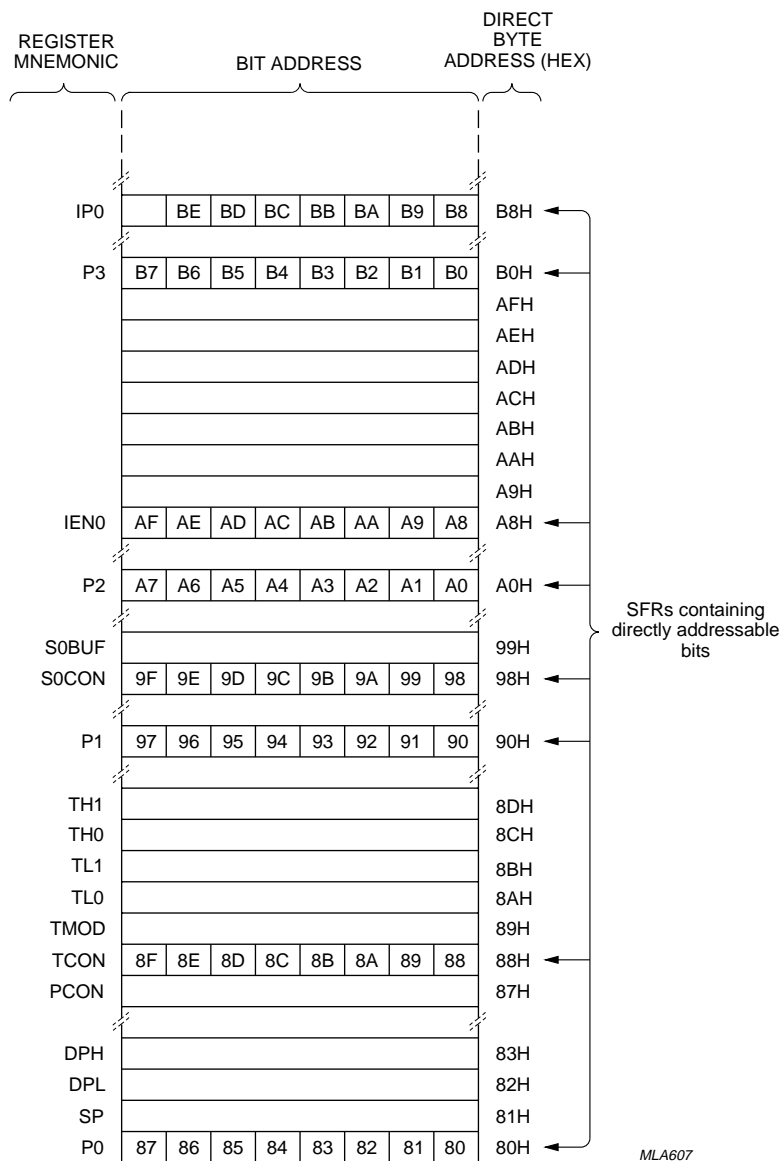 REGISTER
MNEMONIC
BIT ADDRESS
DIRECT
BYTE
ADDRESS (HEX)
IP0 BE BD BC BB BA B9 B8 B8H
P3 B7 B6 B5 B4 B3 B2 B1 B0 B0H
AFH
AEH
ADH
ACH
ABH
AAH
A9H
IEN0 AF AE AD AC AB AA A9 A8 A8H
P2 A7 A6 A5 A4 A3 A2 A1 A0 A0H
SFRs containing
directly addressable
bits
S0BUF 99H
S0CON 9F 9E 9D 9C 9B 9A 99 98 98H
P1 97 96 95 94 93 92 91 90 90H
TH1 8DH
TH0 8CH
TL1 8BH
TL0 8AH
TMOD 89H
TCON 8F 8E 8D 8C 8B 8A 89 88 88H
PCON 87H
DPH 83H
DPL 82H
SP 81H
P0 87 86 85 84 83 82 81 80 80H
MLA607